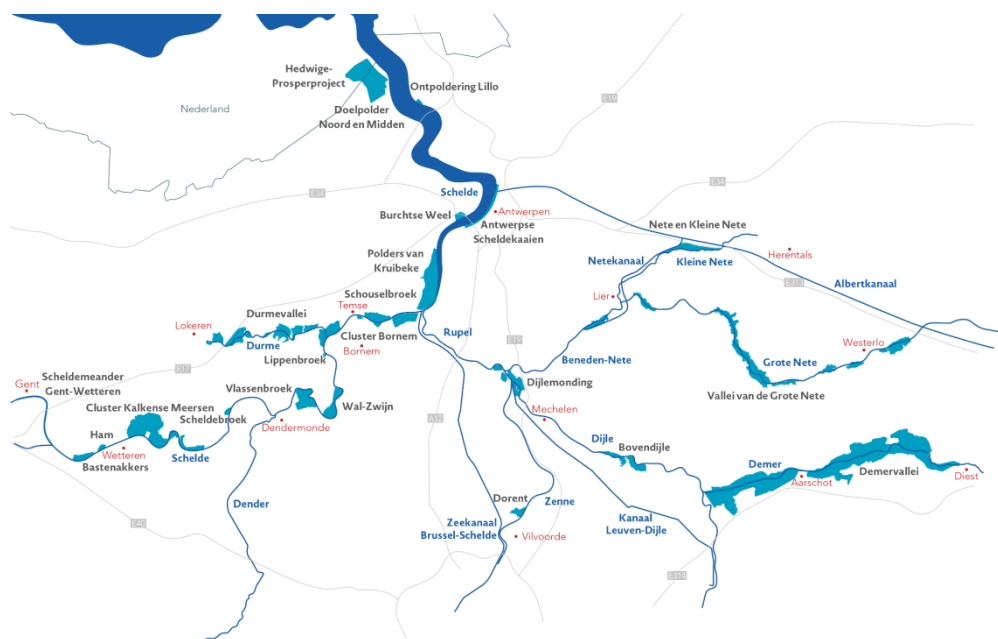 Hedwige-
Prosperproject
Ontpoldering Lillo
E19
Nederland
Doelpolder
Noord en Midden
E34
E34
Schelde
Burchtse Weel
Antwerpen
Antwerpse
Scheldekaaien
Nete en Kleine Nete
Herentals
Polders van
Kruibeke
Netekanaal
Kleine Nete
Albertkanaal
E313
Schouselbroek
Lier
Temse
Durmevallei
Lokeren
Durme
Cluster Bornem
Rupel
E19
Westerlo
Lippenbroek
Bornem
Beneden-Nete
Grote Nete
E17
Gent
Scheldemeander
Gent-Wetteren
Vlassenbroek
Dijlemonding
Vallei van de Grote Nete
Cluster Kalkense Meersen
Scheldebroek
Wal-Zwijn
Mechelen
A12
Dendermonde
Ham
Wetteren
Bastenakkers
Schelde
Dijle
Bovendijle
Demer
Demervallei
Aarschot
Diest
Dender
Dorent
Zenne
Zeekanaal
Brussel-Schelde
Kanaal
Leuven-Dijle
E40
Vilvoorde
E314